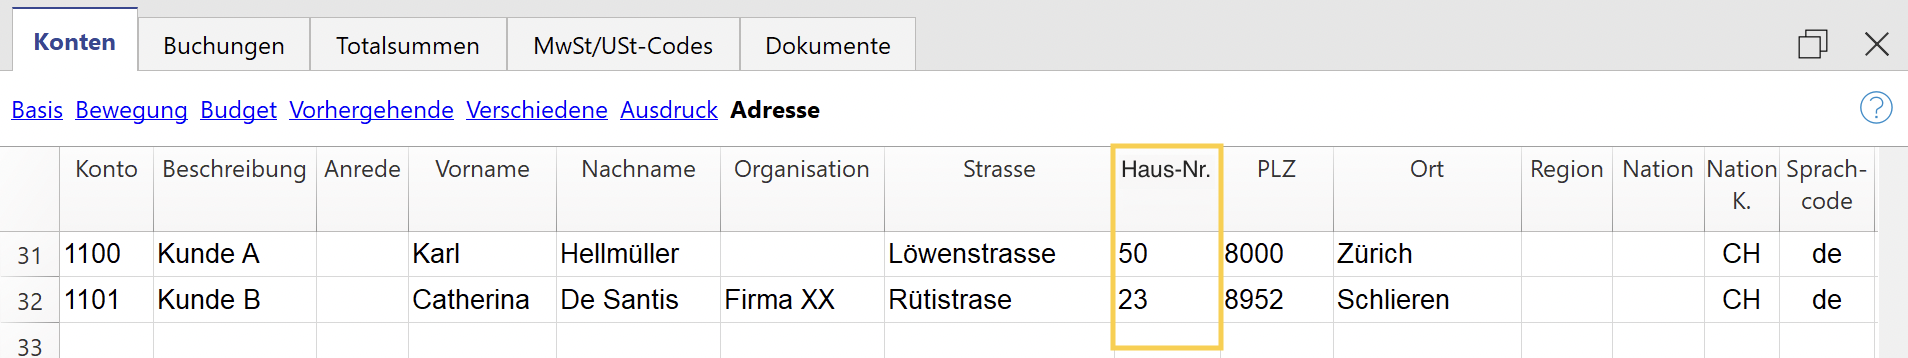 Konten Buchungen Totalsummen MwSt/USt-Codes Dokumente
Basis Bewegung Budget Vorhergehende Verschiedene Ausdruck Adresse ?
Konto Beschreibung Anrede Vorname Nachname Organisation Strasse Haus-Nr. PLZ Ort Region Nation Nation K. Sprach-code
31 1100 Kunde A Karl Hellmüller Löwenstrasse 50 8000 Zürich CH de
32 1101 Kunde B Catherina De Santis Firma XX Rütistrase 23 8952 Schlieren CH de
33